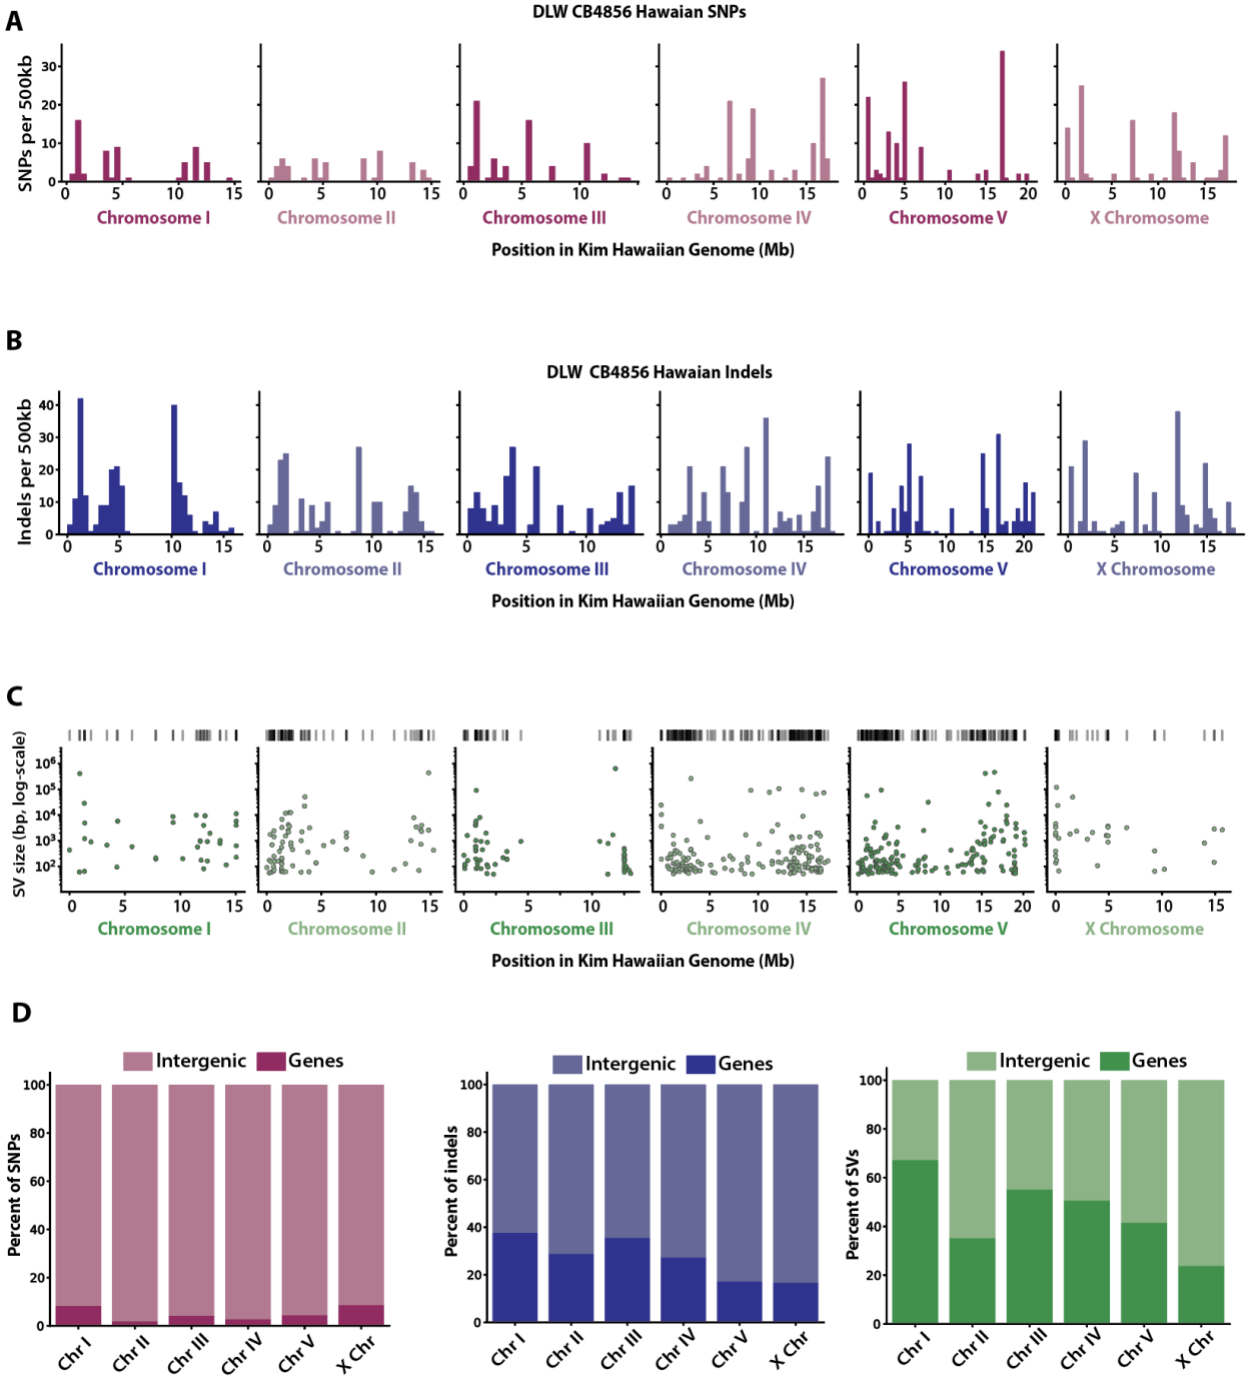 A
DLW CB4856 Hawaian SNPs
SNPs per 500kb
30
20
10
0
0 5 10 15
0 5 10 15
0 5 10
0 5 10 15
0 5 10 15 20
0 5 10 15
Chromosome I Chromosome II Chromosome III Chromosome IV Chromosome V X Chromosome
Position in Kim Hawaiian Genome (Mb)
B
DLW CB4856 Hawaian Indels
Indels per 500kb
40
30
20
10
0
0 5 10 15
0 5 10 15
0 5 10
0 5 10 15
0 5 10 15 20
0 5 10 15
Chromosome I Chromosome II Chromosome III Chromosome IV Chromosome V X Chromosome
Position in Kim Hawaiian Genome (Mb)
C
SV size (bp, log-scale)
10⁶
10⁵
10⁴
10³
10²
0 5 10 15
0 5 10 15
0 5 10
0 5 10 15
0 5 10 15 20
0 5 10 15
Chromosome I Chromosome II Chromosome III Chromosome IV Chromosome V X Chromosome
Position in Kim Hawaiian Genome (Mb)
D
Intergenic Genes
Percent of SNPs
100
80
60
40
20
0
Chr I Chr II Chr III Chr IV Chr V X Chr
Intergenic Genes
Percent of indels
100
80
60
40
20
0
Chr I Chr II Chr III Chr IV Chr V X Chr
Intergenic Genes
Percent of SVs
100
80
60
40
20
0
Chr I Chr II Chr III Chr IV Chr V X Chr